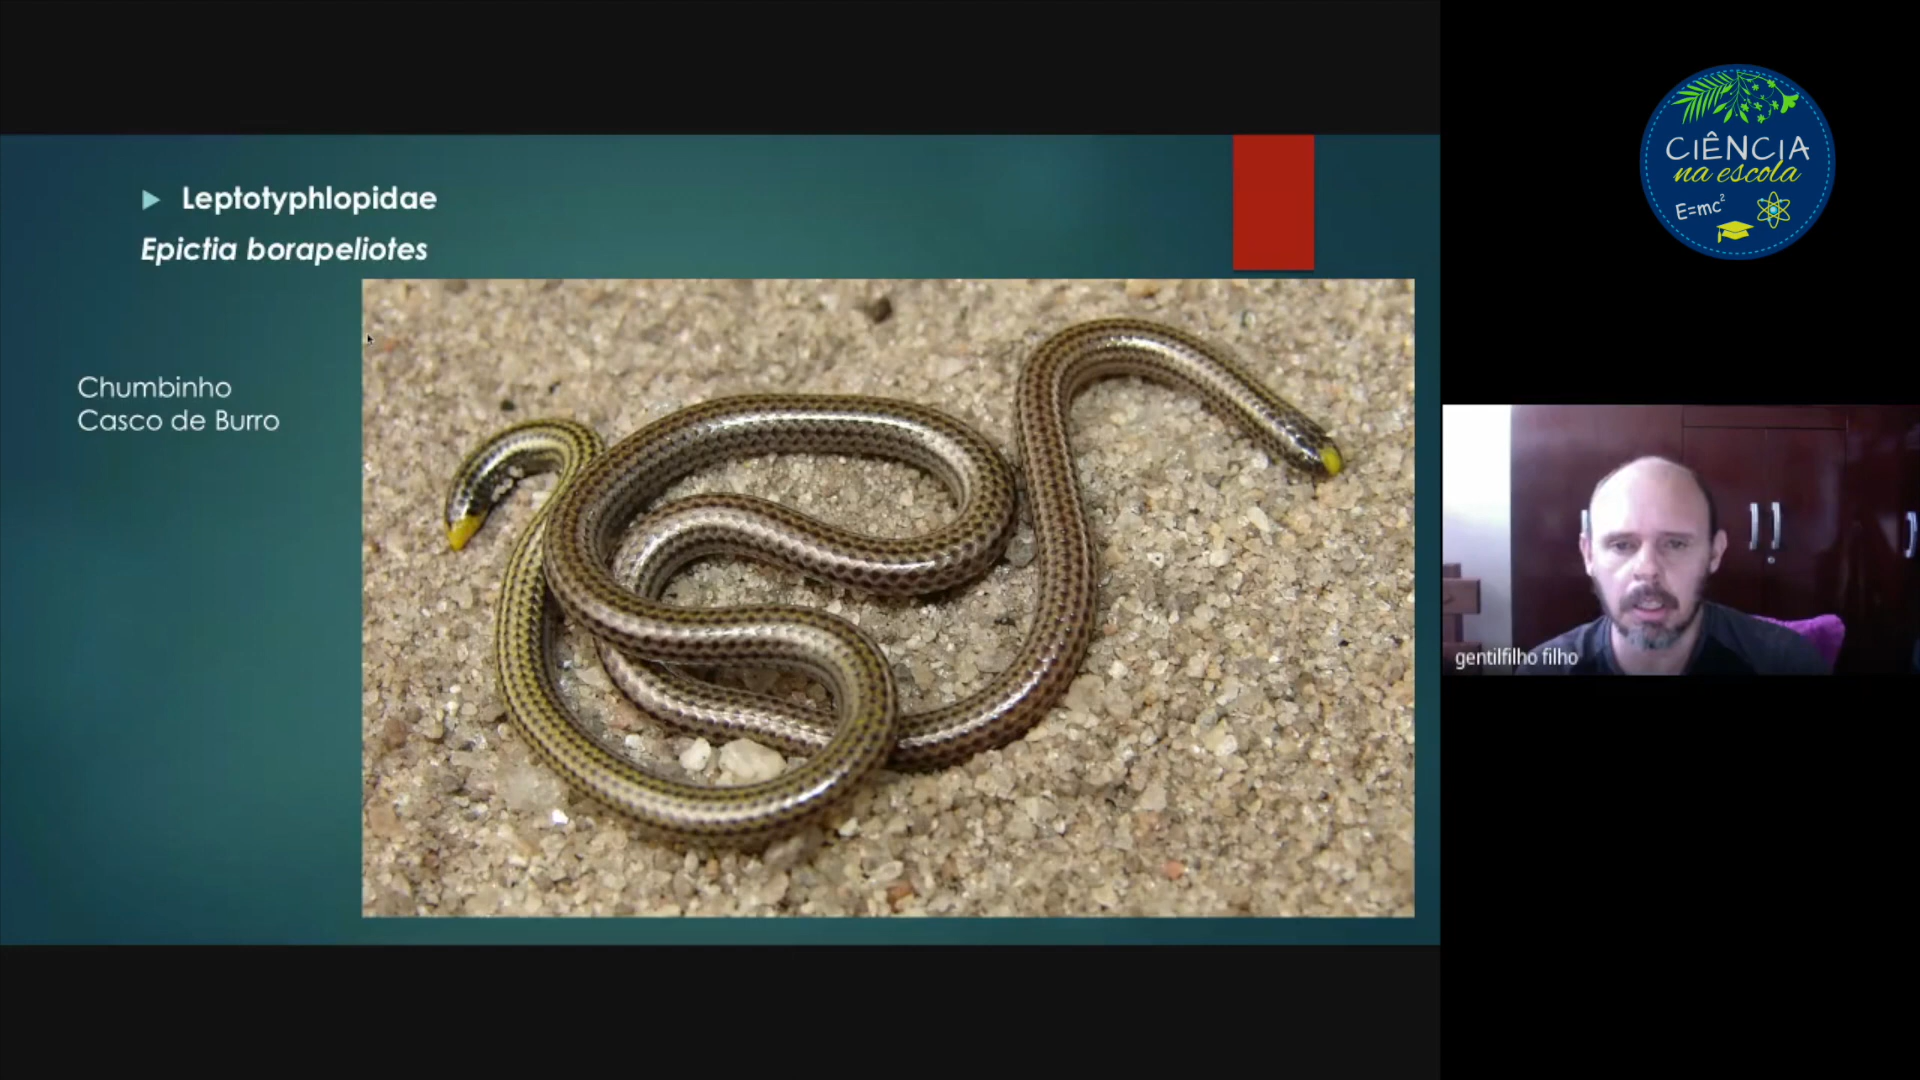 Leptotyphlopidae
Epictia borapeliotes
Chumbinho
Casco de Burro
CIÊNCIA
na escola
E=mc²
gentilfilho filho